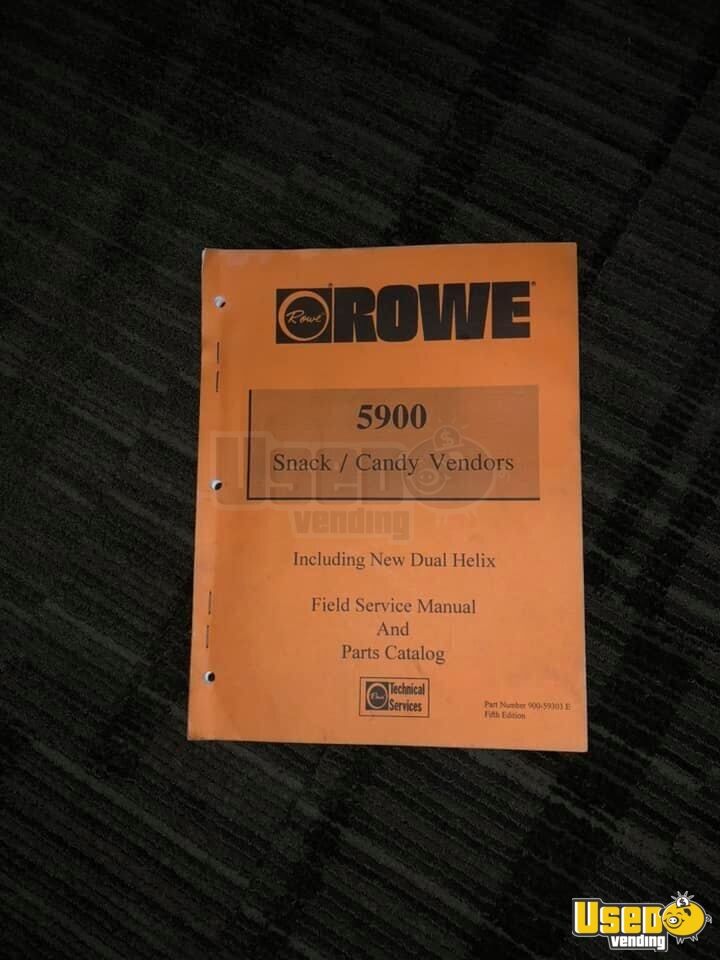 Rowe
ROWE
5900
Snack / Candy Vendors
USED
vending
Including New Dual Helix
Field Service Manual
And
Parts Catalog
Rowe
Technical
Services
Part Number 900-59303 E
Fifth Edition
USED
vending